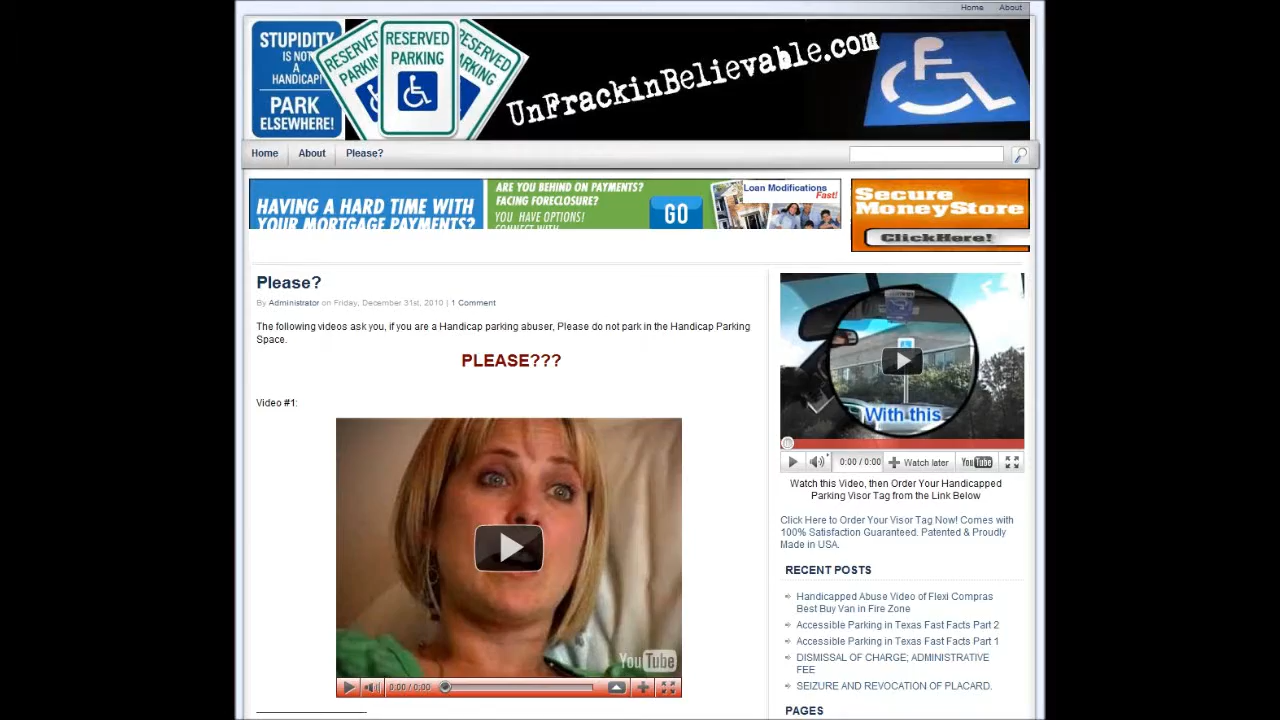 Home About
STUPIDITY
IS NOT
A
HANDICAP!
PARK
ELSEWHERE!
RESERVED
PARKING
RESERVED
PARKING
RESERVED
PARKING
UnFrackinBelievable.com
Home About Please?
HAVING A HARD TIME WITH
YOUR MORTGAGE PAYMENTS?
ARE YOU BEHIND ON PAYMENTS?
FACING FORECLOSURE?
YOU HAVE OPTIONS!
CONNECT WITH
GO
Loan Modifications
Fast!
SECURE
MONEYSTORE
ClickHere!
Please?
By Administrator on Friday, December 31st, 2010 | 1 Comment
The following videos ask you, if you are a Handicap parking abuser, Please do not park in the Handicap Parking
Space.
PLEASE???
Video #1:
YouTube
0:00 / 0:00
With this
0:00 / 0:00 Watch later YouTube
Watch this Video, then Order Your Handicapped
Parking Visor Tag from the Link Below
Click Here to Order Your Visor Tag Now! Comes with
100% Satisfaction Guaranteed. Patented & Proudly
Made in USA.
RECENT POSTS
Handicapped Abuse Video of Flexi Compras
Best Buy Van in Fire Zone
Accessible Parking in Texas Fast Facts Part 2
Accessible Parking in Texas Fast Facts Part 1
DISMISSAL OF CHARGE; ADMINISTRATIVE
FEE
SEIZURE AND REVOCATION OF PLACARD.
PAGES